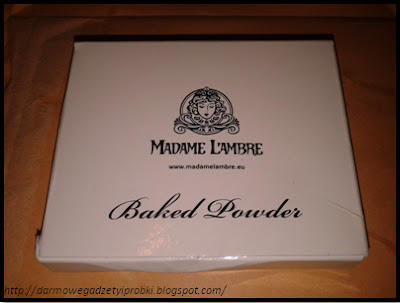 MADAME L'AMBRE
www.madamelambre.eu
Baked Powder
http://darmowegadzetyiprobki.blogspot.com/